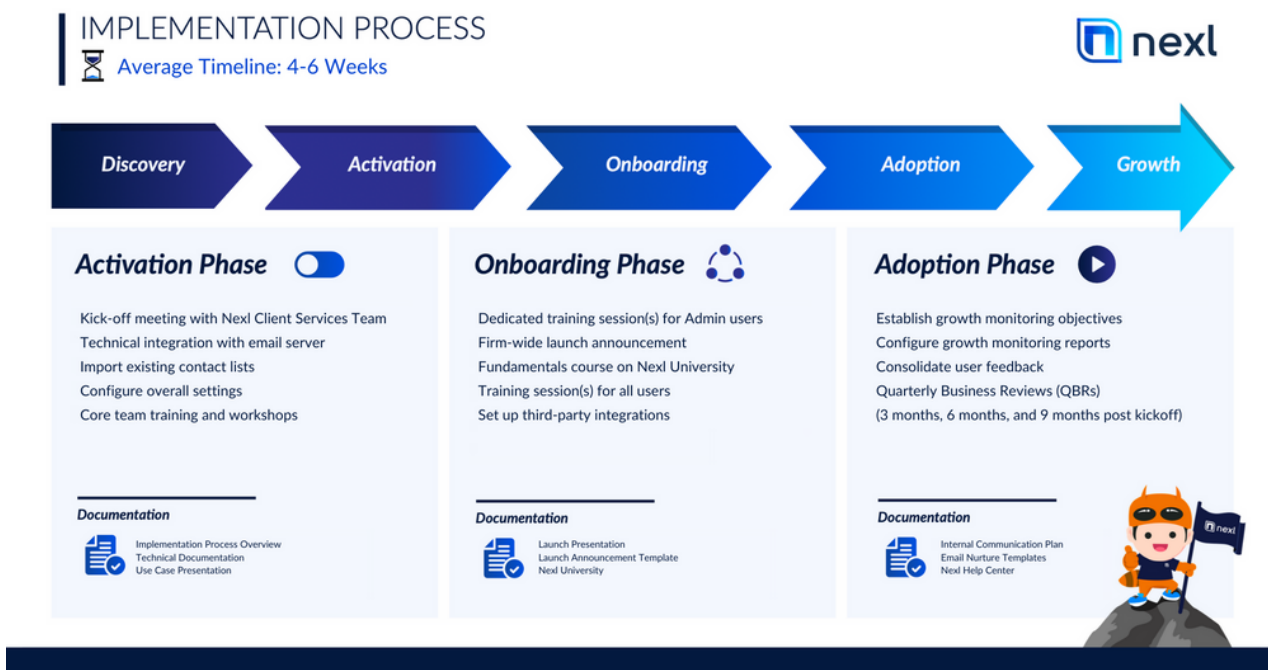 IMPLEMENTATION PROCESS
Average Timeline: 4-6 Weeks
nexl
Discovery
Activation
Onboarding
Adoption
Growth
Activation Phase
Kick-off meeting with Nexl Client Services Team
Technical integration with email server
Import existing contact lists
Configure overall settings
Core team training and workshops
Documentation
Implementation Process Overview
Technical Documentation
Use Case Presentation
Onboarding Phase
Dedicated training session(s) for Admin users
Firm-wide launch announcement
Fundamentals course on Nexl University
Training session(s) for all users
Set up third-party integrations
Documentation
Launch Presentation
Launch Announcement Template
Nexl University
Adoption Phase
Establish growth monitoring objectives
Configure growth monitoring reports
Consolidate user feedback
Quarterly Business Reviews (QBRs)
(3 months, 6 months, and 9 months post kickoff)
Documentation
Internal Communication Plan
Email Nurture Templates
Nexl Help Center
nexl